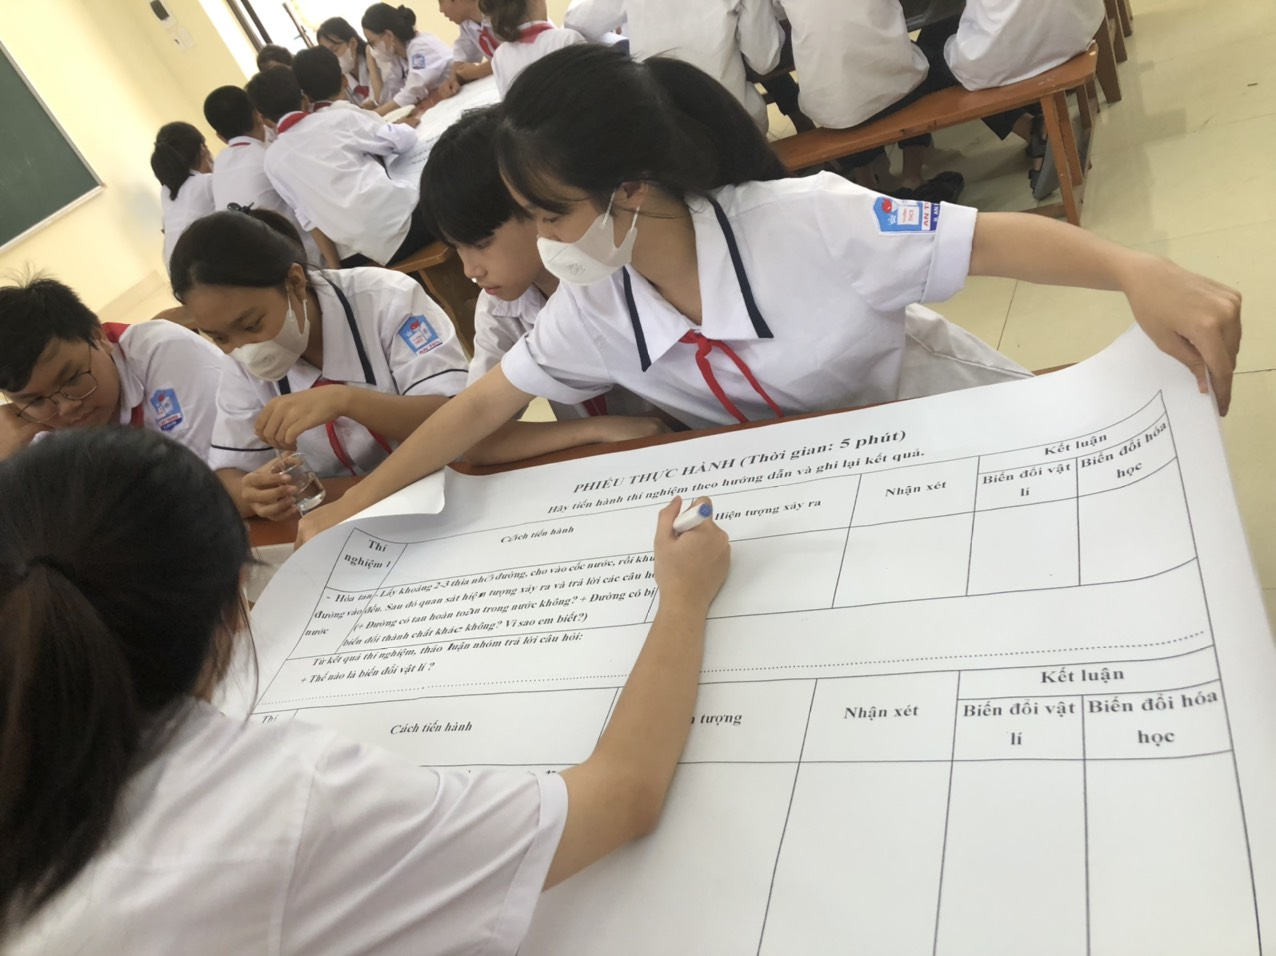 PHIẾU THỰC HÀNH (Thời gian: 5 phút)
Hãy tiến hành thí nghiệm theo hướng dẫn và ghi lại kết quả.
Thí nghiệm 1
Cách tiến hành
Hiện tượng xảy ra
Nhận xét
Kết luận
Biến đổi vật lí
Biến đổi hóa học
- Hòa tan đường vào nước
- Lấy khoảng 2-3 thìa nhỏ đường, cho vào cốc nước, rồi khu
đều. Sau đó quan sát hiện tượng xảy ra và trả lời các câu hỏ
(+ Đường có tan hoàn toàn trong nước không? + Đường có bị
biến đổi thành chất khác không? Vì sao em biết?)
Từ kết quả thí nghiệm, thảo luận nhóm trả lời câu hỏi:
+ Thế nào là biến đổi vật lí ?
Thí
Cách tiến hành
tượng
Nhận xét
Kết luận
Biến đổi vật lí
Biến đổi hóa học